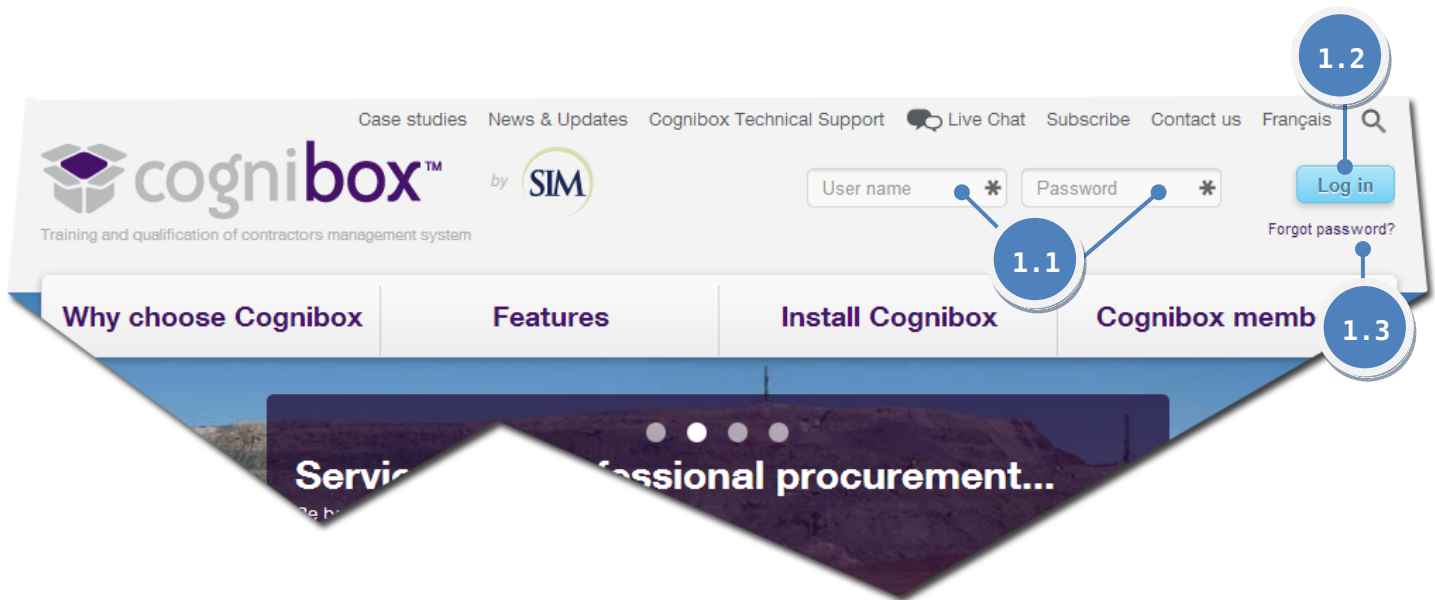 1.2
Case studies News & Updates Cognibox Technical Support Live Chat Subscribe Contact us Français
cognibox™ by SIM
User name * Password * Log in
Training and qualification of contractors management system
Forgot password?
1.1
Why choose Cognibox Features Install Cognibox Cognibox memb
1.3
Servic ssional procurement...